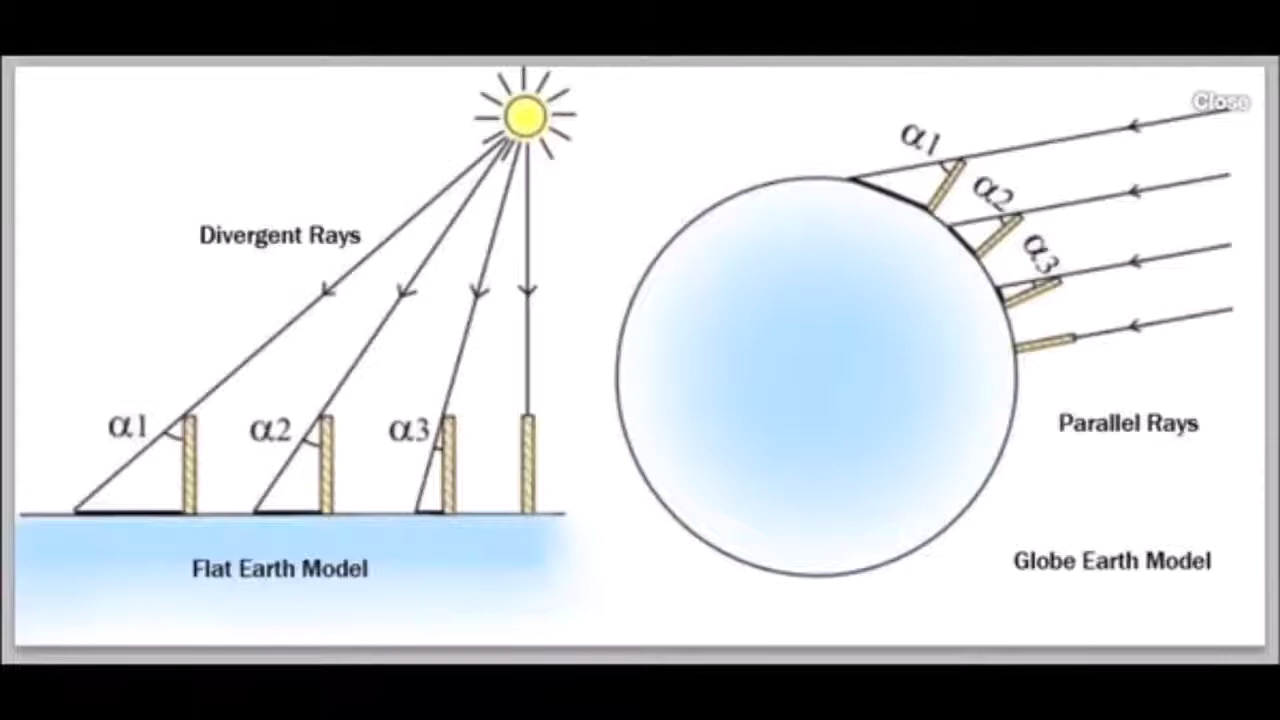 Close
Divergent Rays
α1
α2
α3
Flat Earth Model
α1
α2
α3
Parallel Rays
Globe Earth Model